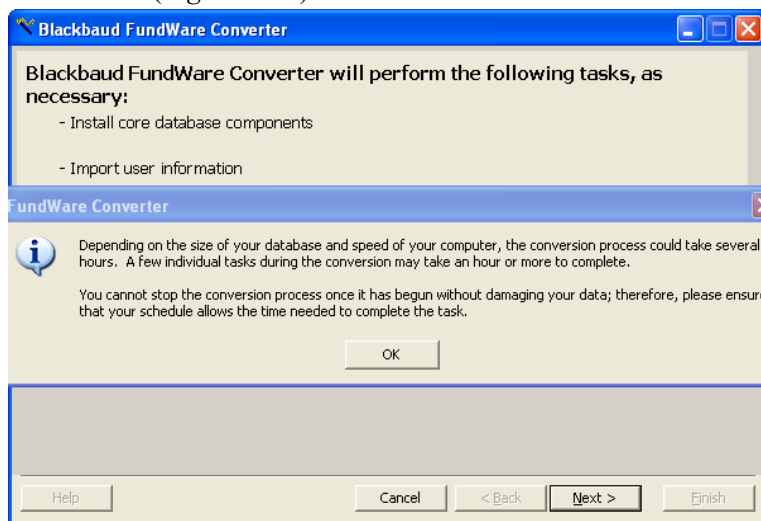 Blackbaud FundWare Converter
Blackbaud FundWare Converter will perform the following tasks, as
necessary:
- Install core database components
- Import user information
FundWare Converter
Depending on the size of your database and speed of your computer, the conversion process could take several
hours. A few individual tasks during the conversion may take an hour or more to complete.
You cannot stop the conversion process once it has begun without damaging your data; therefore, please ensure
that your schedule allows the time needed to complete the task.
OK
Help Cancel < Back Next > Finish